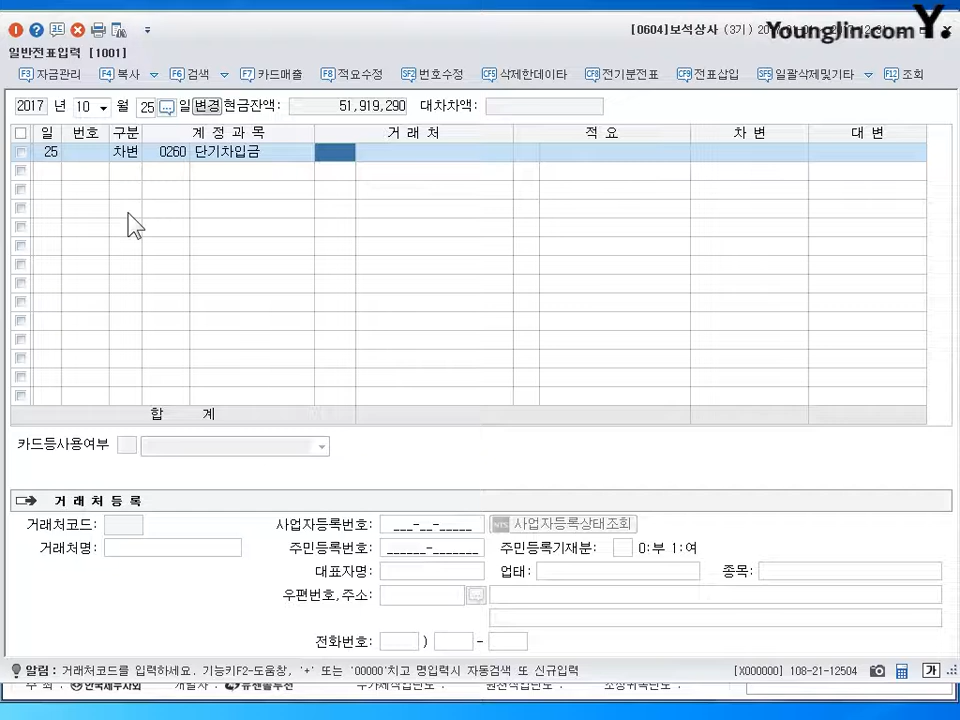 [0604]보석상사 (3기)
YoungJin.com Y.
일반전표입력 [1001]
F3 자금관리 F4 복사 F6 검색 F7 카드매출 F8 적요수정 SF2 번호수정 CF5 삭제한데이타 CF8 전기분전표 CF9 전표삽입 SF5 일괄삭제및기타 F12 조회
2017 년 10 월 25 일 변경 현금잔액: 51,919,290 대차차액:
일 번호 구분 계 정 과 목 거 래 처 적 요 차 변 대 변
25 차변 0260 단기차입금
합 계
카드등사용여부
거 래 처 등 록
거래처코드: 사업자등록번호: ___-__-_____ 사업자등록상태조회
거래처명: 주민등록번호: ______-_______ 주민등록기재분: 0:부 1:여
대표자명: 업태: 종목:
우편번호,주소:
전화번호: ) -
알림 : 거래처코드를 입력하세요. 기능키F2-도움창, '+' 또는 '00000'치고 명입력시 자동검색 또는 신규입력 [X000000] 108-21-12504 가